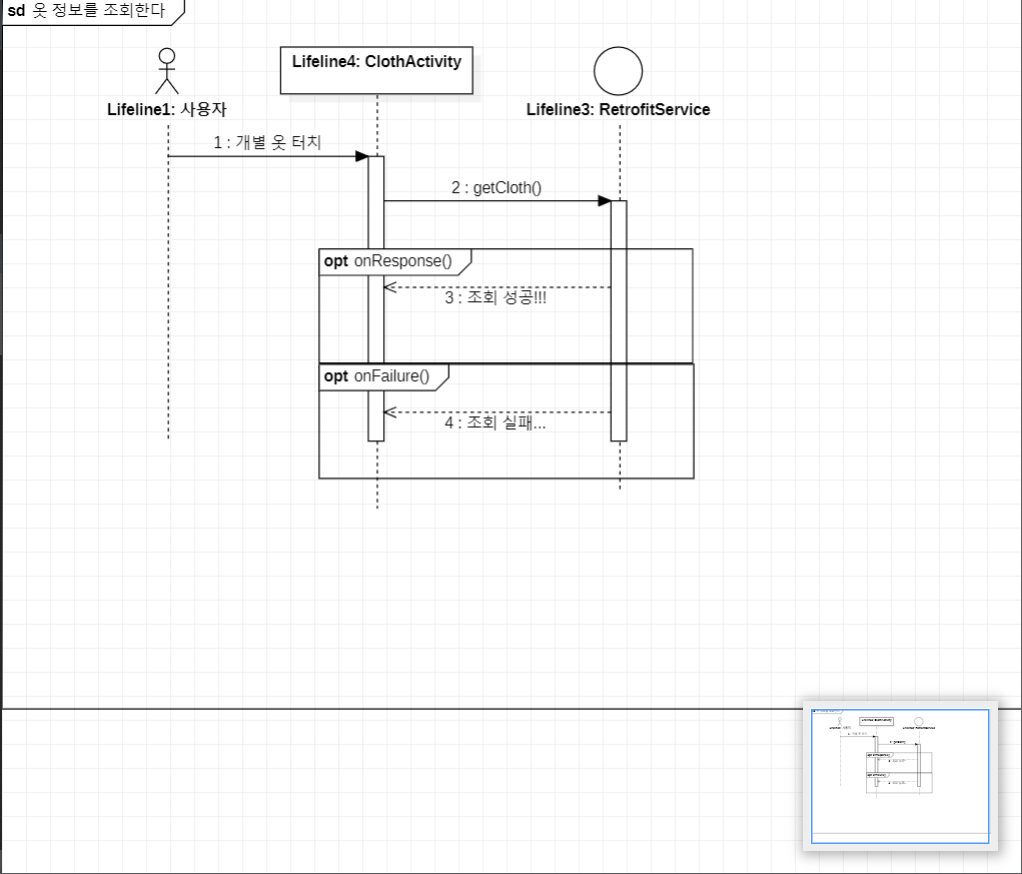 sd 옷 정보를 조회한다
Lifeline4: ClothActivity
Lifeline1: 사용자
Lifeline3: RetrofitService
1 : 개별 옷 터치
2 : getCloth()
opt onResponse()
3 : 조회 성공!!!
opt onFailure()
4 : 조회 실패...